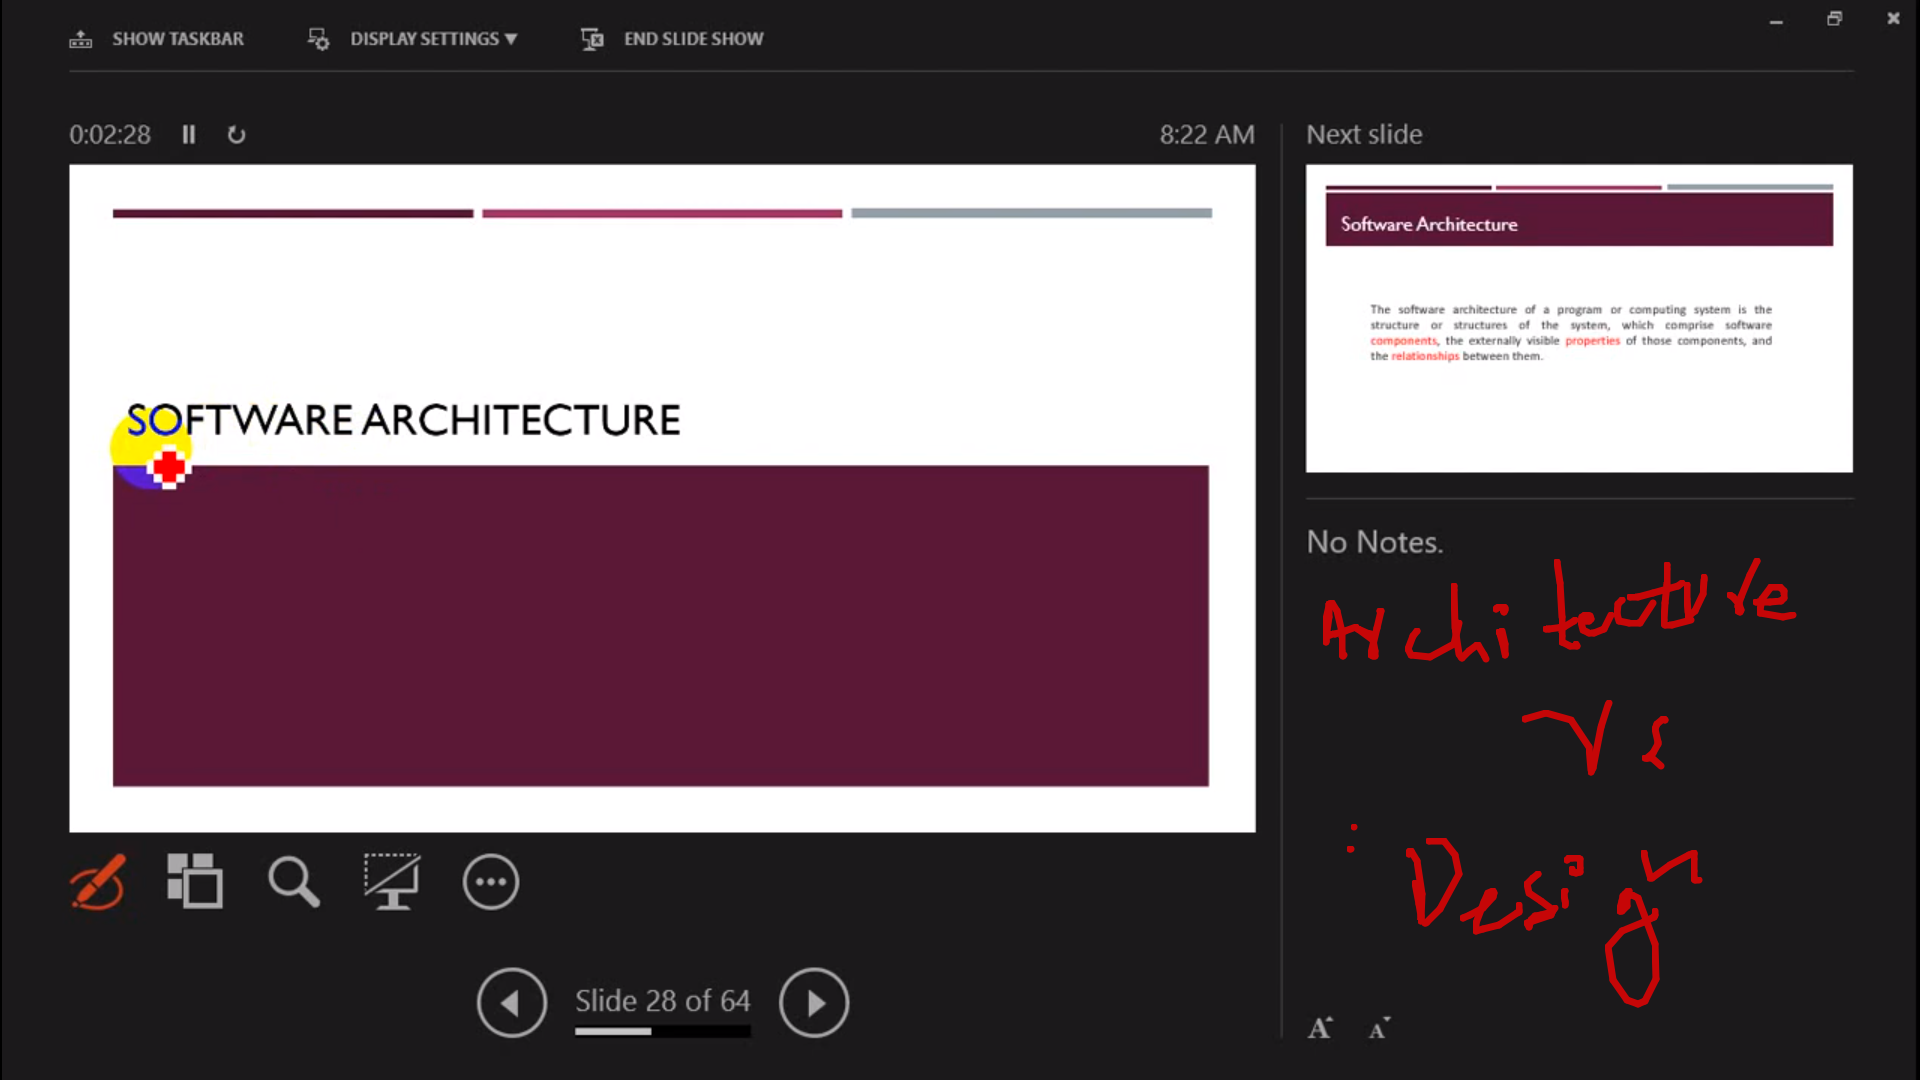 SHOW TASKBAR
DISPLAY SETTINGS ▼
END SLIDE SHOW
0:02:28
8:22 AM
SOFTWARE ARCHITECTURE
Slide 28 of 64
Next slide
Software Architecture
The software architecture of a program or computing system is the
structure or structures of the system, which comprise software
components, the externally visible properties of those components, and
the relationships between them.
No Notes.
Architecture
Vs
Design
A A